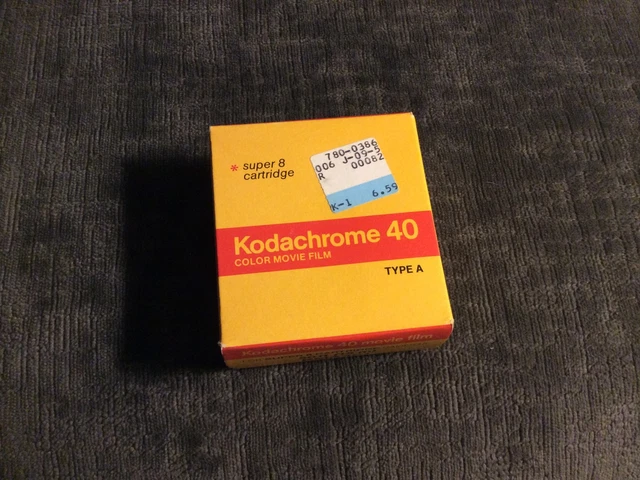 * super 8
cartridge
780-0386
006 J-09-5
R 00082
K-1 6.59
Kodachrome 40
COLOR MOVIE FILM
TYPE A
Kodachrome 40 movie film